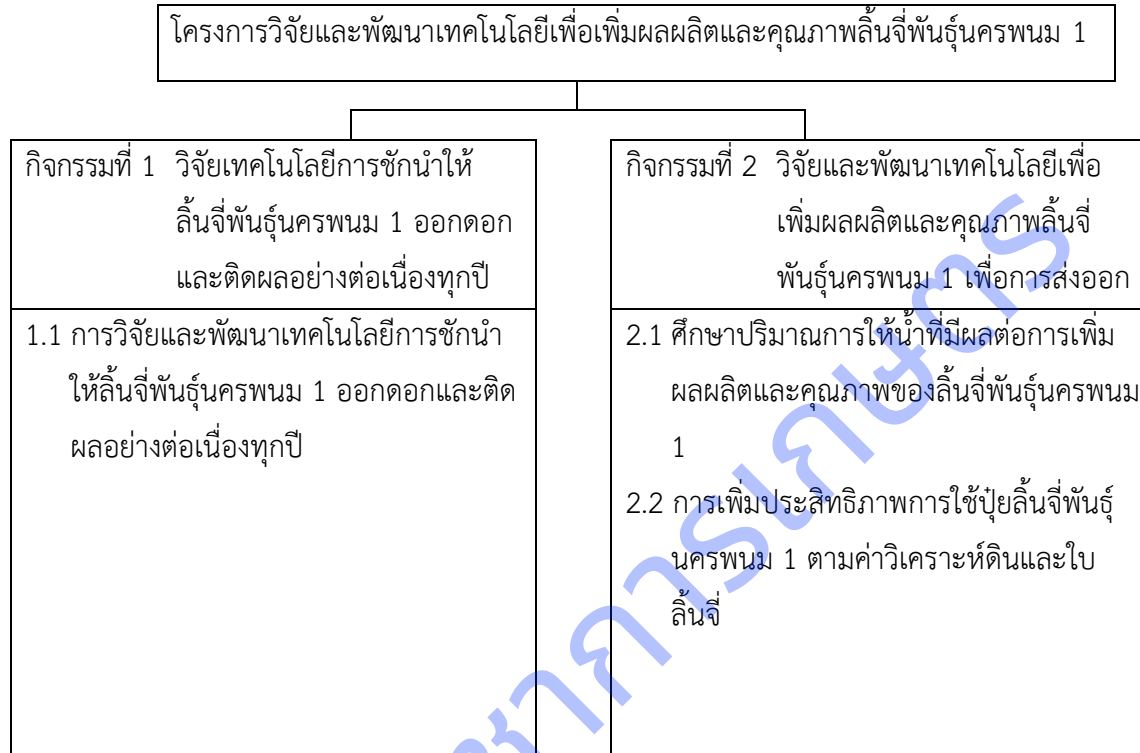 โครงการวิจัยและพัฒนาเทคโนโลยีเพื่อเพิ่มผลผลิตและคุณภาพลิ้นจี่พันธุ์นครพนม 1
กิจกรรมที่ 1 วิจัยเทคโนโลยีการชักนำให้
ลิ้นจี่พันธุ์นครพนม 1 ออกดอก
และติดผลอย่างต่อเนื่องทุกปี
1.1 การวิจัยและพัฒนาเทคโนโลยีการชักนำ
ให้ลิ้นจี่พันธุ์นครพนม 1 ออกดอกและติด
ผลอย่างต่อเนื่องทุกปี
กิจกรรมที่ 2 วิจัยและพัฒนาเทคโนโลยีเพื่อ
เพิ่มผลผลิตและคุณภาพลิ้นจี่
พันธุ์นครพนม 1 เพื่อการส่งออก
2.1 ศึกษาปริมาณการให้น้ำที่มีผลต่อการเพิ่ม
ผลผลิตและคุณภาพของลิ้นจี่พันธุ์นครพนม
1
2.2 การเพิ่มประสิทธิภาพการใช้ปุ๋ยลิ้นจี่พันธุ์
นครพนม 1 ตามค่าวิเคราะห์ดินและใบ
ลิ้นจี่
ชาการเกษตร